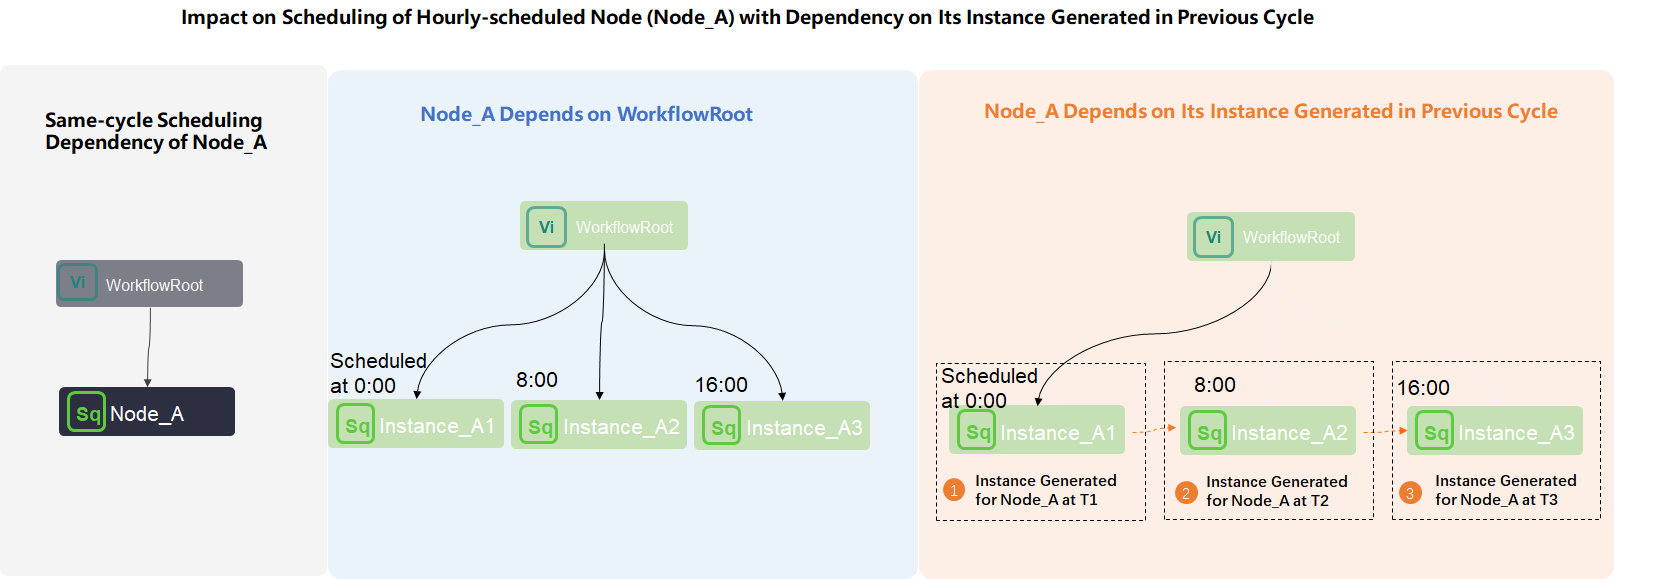 Impact on Scheduling of Hourly-scheduled Node (Node_A) with Dependency on Its Instance Generated in Previous Cycle
Same-cycle Scheduling
Dependency of Node_A
Vi WorkflowRoot
Sq Node_A
Node_A Depends on WorkflowRoot
Vi WorkflowRoot
Scheduled
at 0:00
8:00
16:00
Sq Instance_A1
Sq Instance_A2
Sq Instance_A3
Node_A Depends on Its Instance Generated in Previous Cycle
Vi WorkflowRoot
Scheduled
at 0:00
Sq Instance_A1
1 Instance Generated
for Node_A at T1
8:00
Sq Instance_A2
2 Instance Generated
for Node_A at T2
16:00
Sq Instance_A3
3 Instance Generated
for Node_A at T3